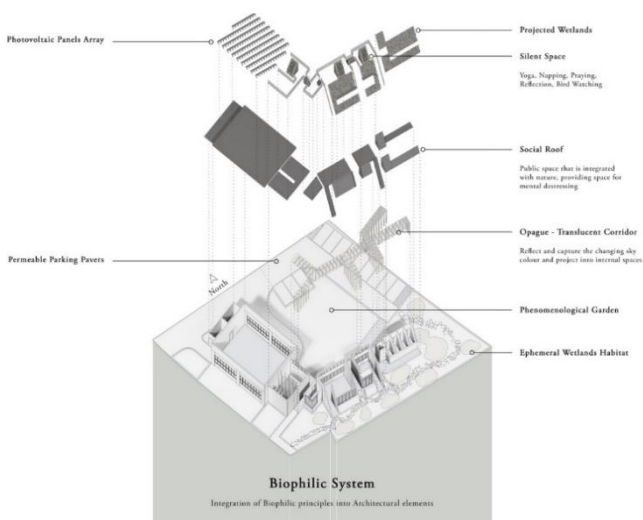 Photovoltaic Panels Array
Projected Wetlands
Silent Space
Yoga, Napping, Praying,
Reflection, Bird Watching
Social Roof
Public space that is integrated
with nature, providing space for
mental destressing
Opague - Translucent Corridor
Reflect and capture the changing sky
colour and project into internal spaces
Permeable Parking Pavers
North
Phenomenological Garden
Ephemeral Wetlands Habitat
Biophilic System
Integration of Biophilic principles into Architectural elements